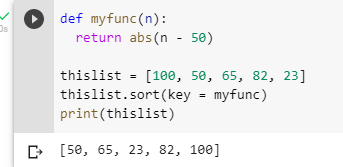 0s
def myfunc(n):
  return abs(n - 50)

thislist = [100, 50, 65, 82, 23]
thislist.sort(key = myfunc)
print(thislist)

[50, 65, 23, 82, 100]